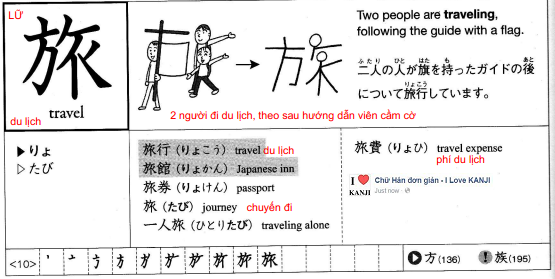 LỮ
旅
du lịch
travel
Two people are traveling,
following the guide with a flag.
ふたり ひと はた も あと
二人の人が旗を持ったガイドの後
りょこう
について旅行しています。
2 người đi du lịch, theo sau hướng dẫn viên cầm cờ
▶りょ
▷たび
旅行(りょこう) travel du lịch
旅館(りょかん) Japanese inn
旅券(りょけん) passport
旅(たび) journey chuyến đi
一人旅(ひとりたび) traveling alone
旅費(りょひ) travel expense
phí du lịch
I ❤ KANJI
Chữ Hán đơn giản - I Love KANJI
Just now
<10>
方(136) 族(195)